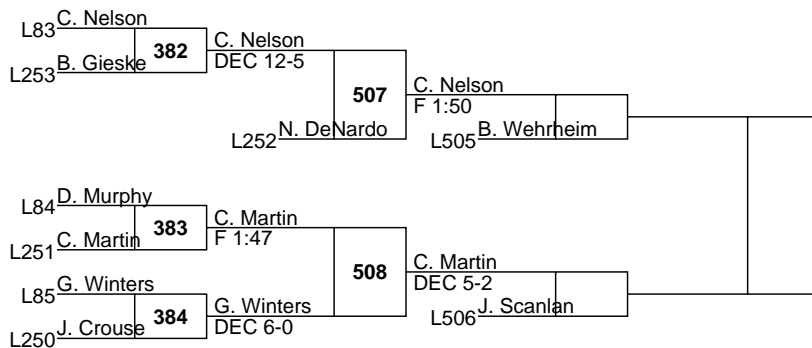 L83 C. Nelson
382
C. Nelson
L253 B. Gieske
DEC 12-5
507
C. Nelson
F 1:50
L252 N. DeNardo
L505 B. Wehrheim
L84 D. Murphy
383
C. Martin
L251 C. Martin
F 1:47
508
C. Martin
DEC 5-2
L85 G. Winters
384
G. Winters
L250 J. Crouse
DEC 6-0
L506 J. Scanlan